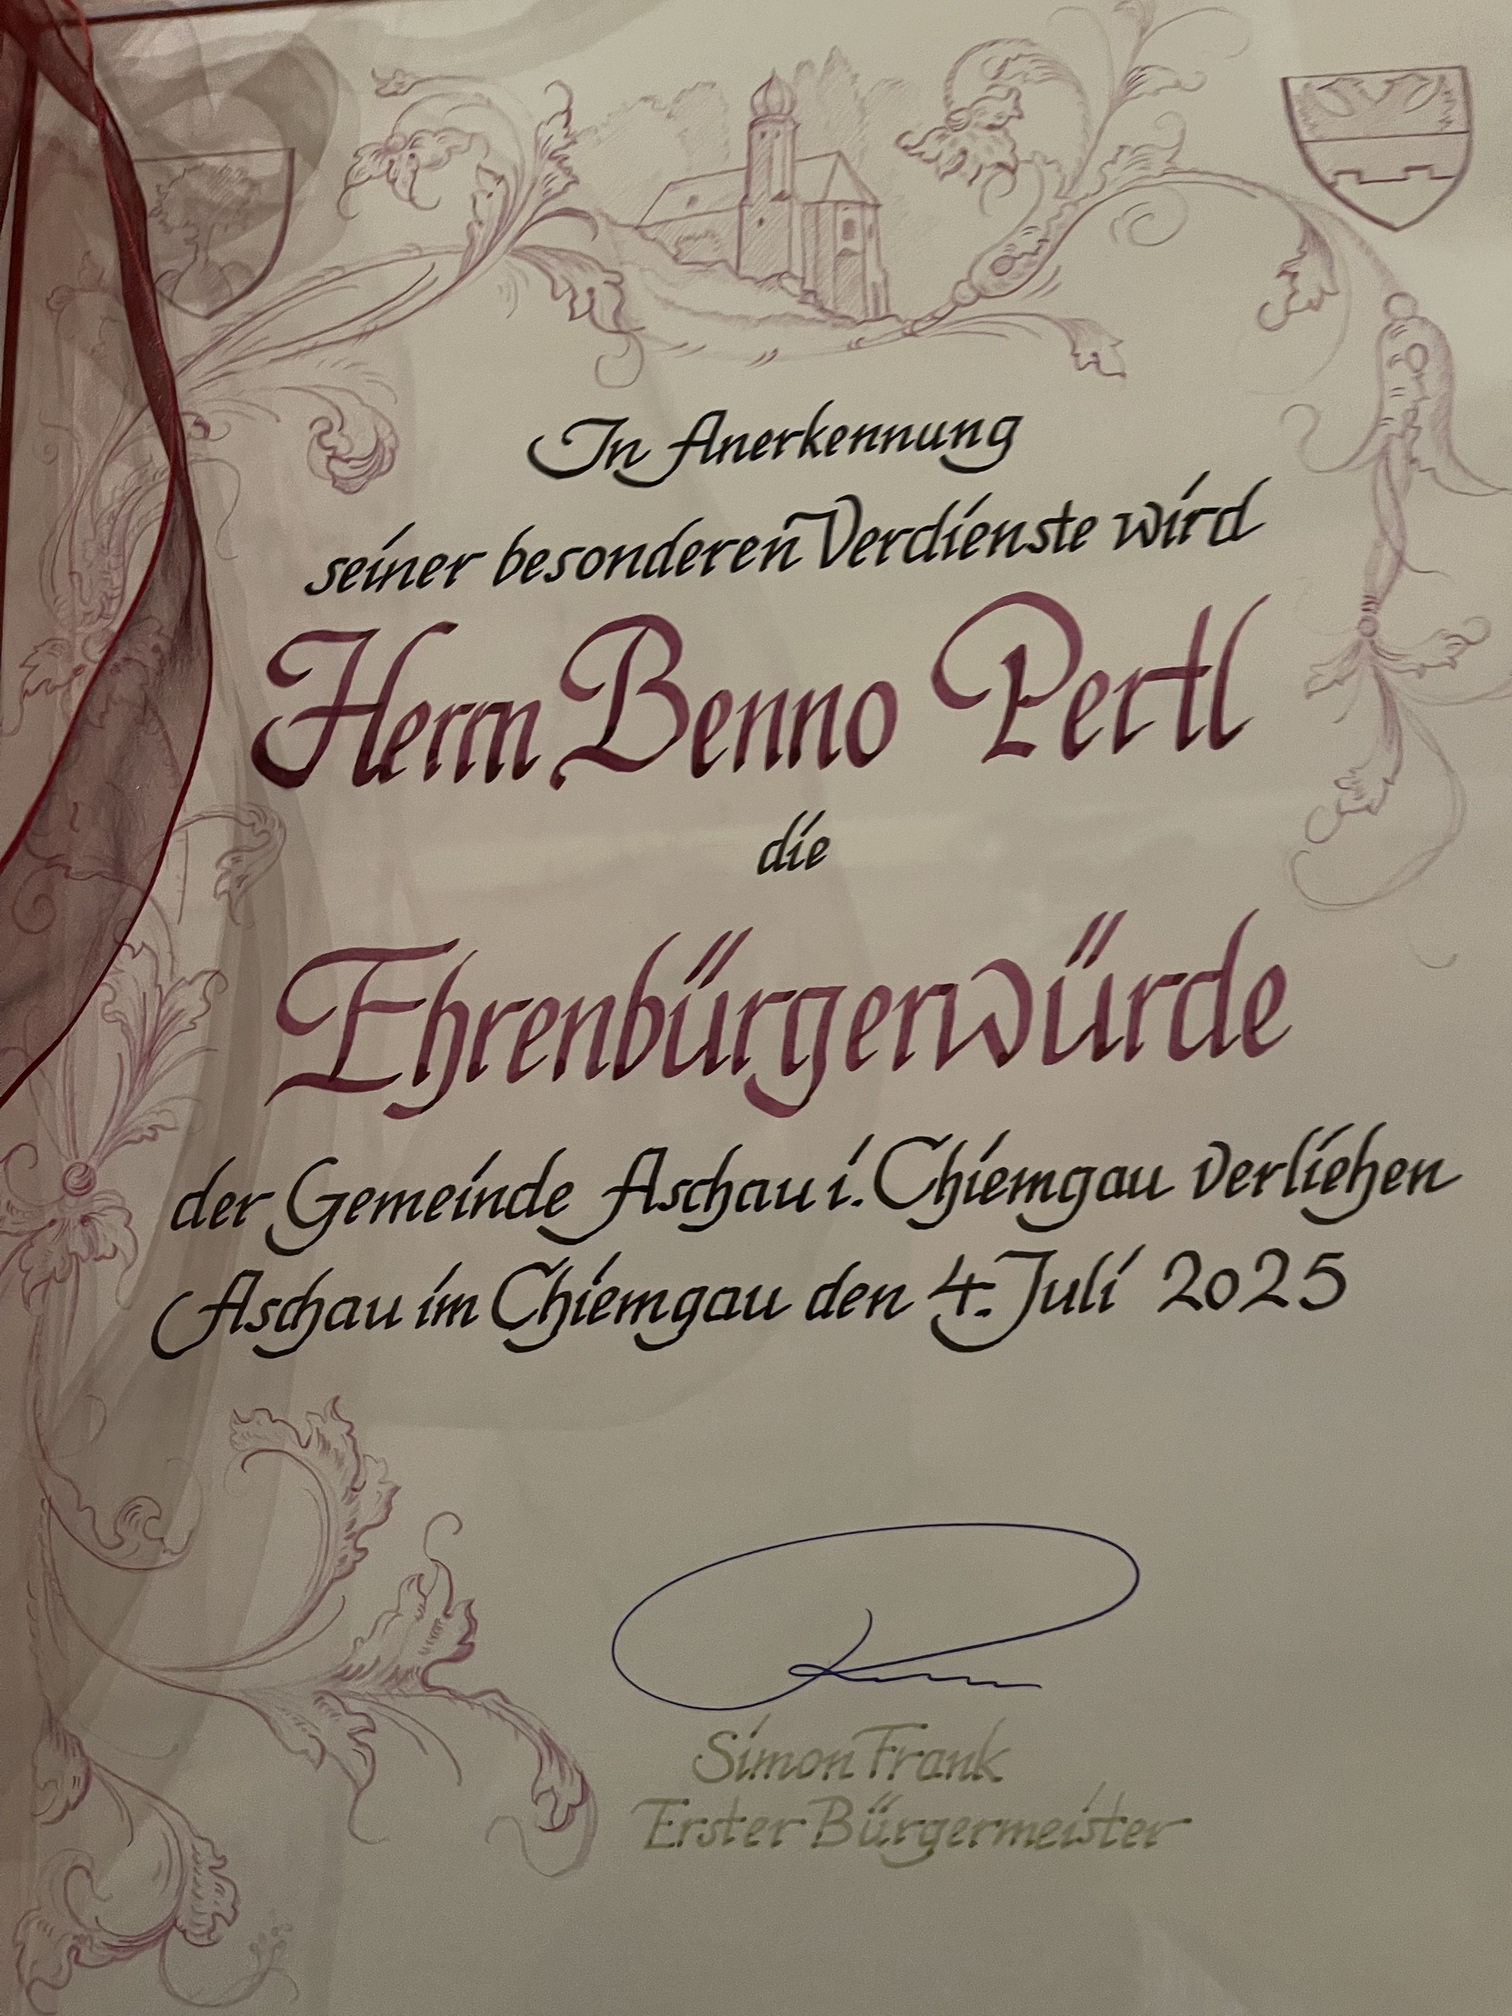 In Anerkennung
seiner besonderen Verdienste wird
Herrn Benno Pertl
die
Ehrenbürgerwürde
der Gemeinde Aschau i. Chiemgau verliehen
Aschau im Chiemgau den 4. Juli 2025
Simon Frank
Erster Bürgermeister